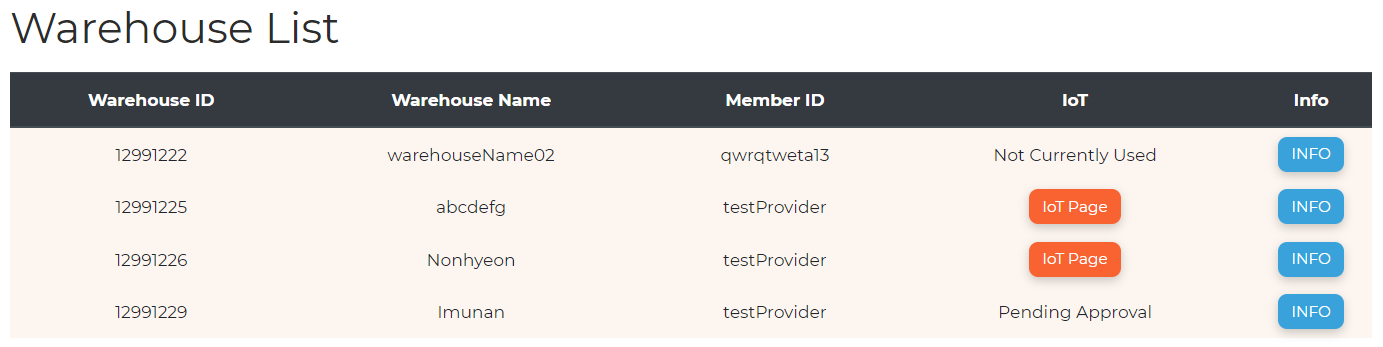 Warehouse List
Warehouse ID Warehouse Name Member ID IoT Info
12991222 warehouseName02 qwrqtweta13 Not Currently Used INFO
12991225 abcdefg testProvider IoT Page INFO
12991226 Nonhyeon testProvider IoT Page INFO
12991229 Imunan testProvider Pending Approval INFO